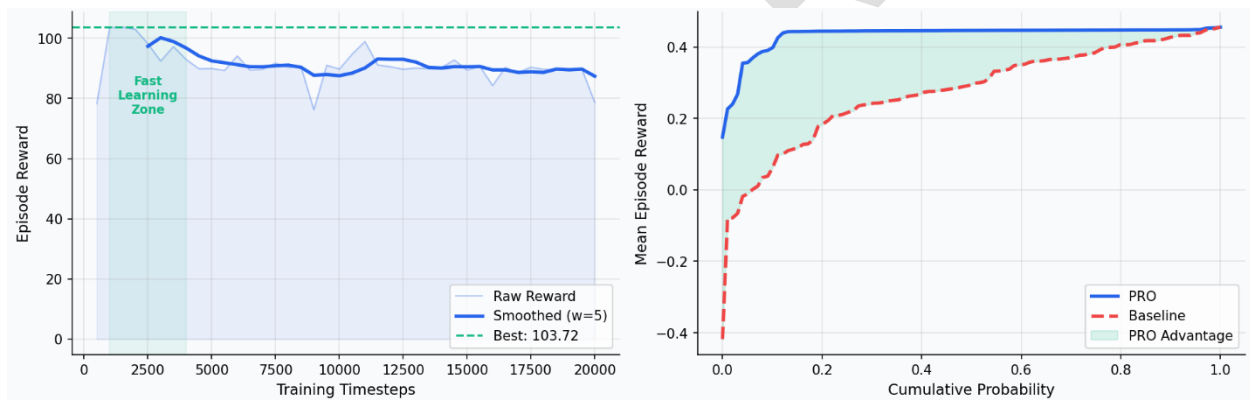 100
80
60
40
20
0
Episode Reward
Fast
Learning
Zone
Raw Reward
Smoothed (w=5)
Best: 103.72
0 2500 5000 7500 10000 12500 15000 17500 20000
Training Timesteps
0.4
0.2
0.0
−0.2
−0.4
Mean Episode Reward
PRO
Baseline
PRO Advantage
0.0 0.2 0.4 0.6 0.8 1.0
Cumulative Probability